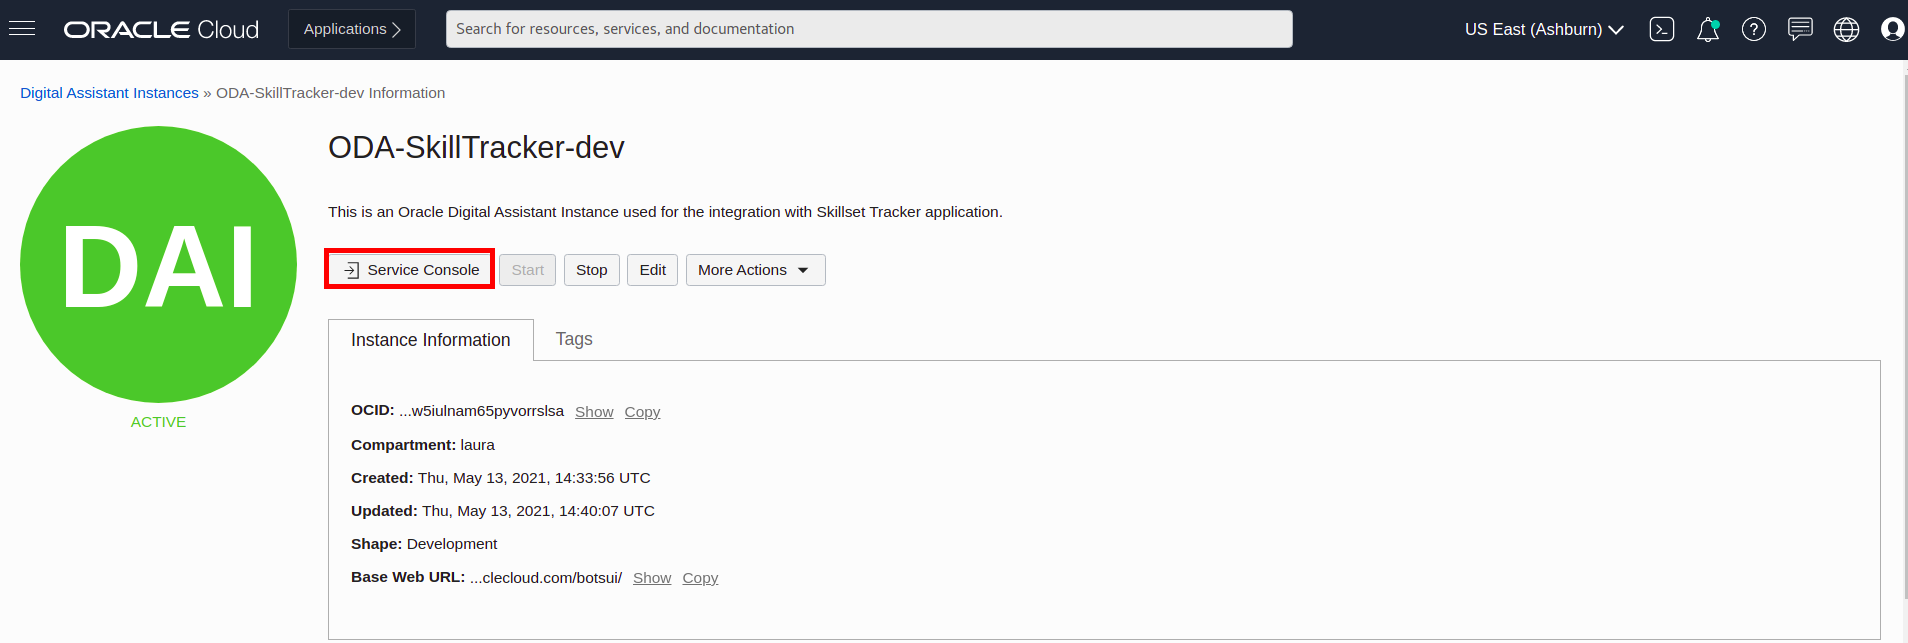 ORACLE Cloud Applications Search for resources, services, and documentation US East (Ashburn)
Digital Assistant Instances » ODA-SkillTracker-dev Information
DAI
ACTIVE
ODA-SkillTracker-dev
This is an Oracle Digital Assistant Instance used for the integration with Skillset Tracker application.
Service Console Start Stop Edit More Actions
Instance Information Tags
OCID: ...w5iulnam65pyvorrslsa Show Copy
Compartment: laura
Created: Thu, May 13, 2021, 14:33:56 UTC
Updated: Thu, May 13, 2021, 14:40:07 UTC
Shape: Development
Base Web URL: ...clecloud.com/botsui/ Show Copy